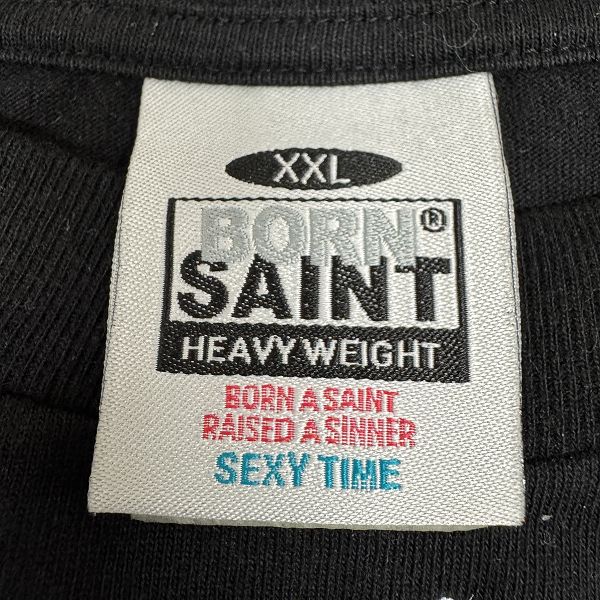 XXL
BORN®
SAINT
HEAVY WEIGHT
BORN A SAINT
RAISED A SINNER
SEXY TIME